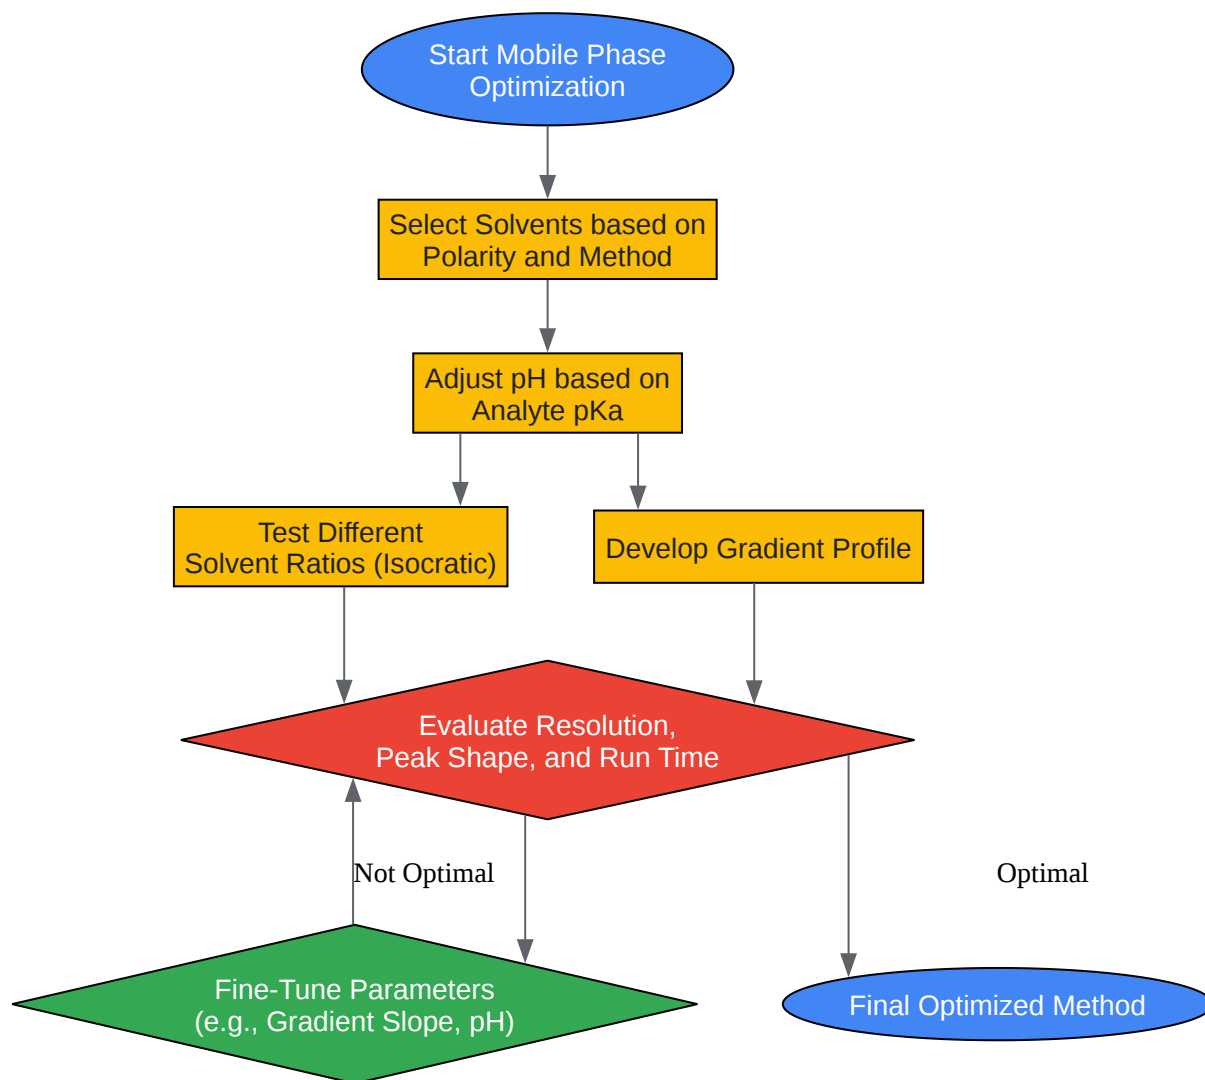 Start Mobile Phase
Optimization
Select Solvents based on
Polarity and Method
Adjust pH based on
Analyte pKa
Test Different
Solvent Ratios (Isocratic)
Develop Gradient Profile
Evaluate Resolution,
Peak Shape, and Run Time
Not Optimal
Optimal
Fine-Tune Parameters
(e.g., Gradient Slope, pH)
Final Optimized Method